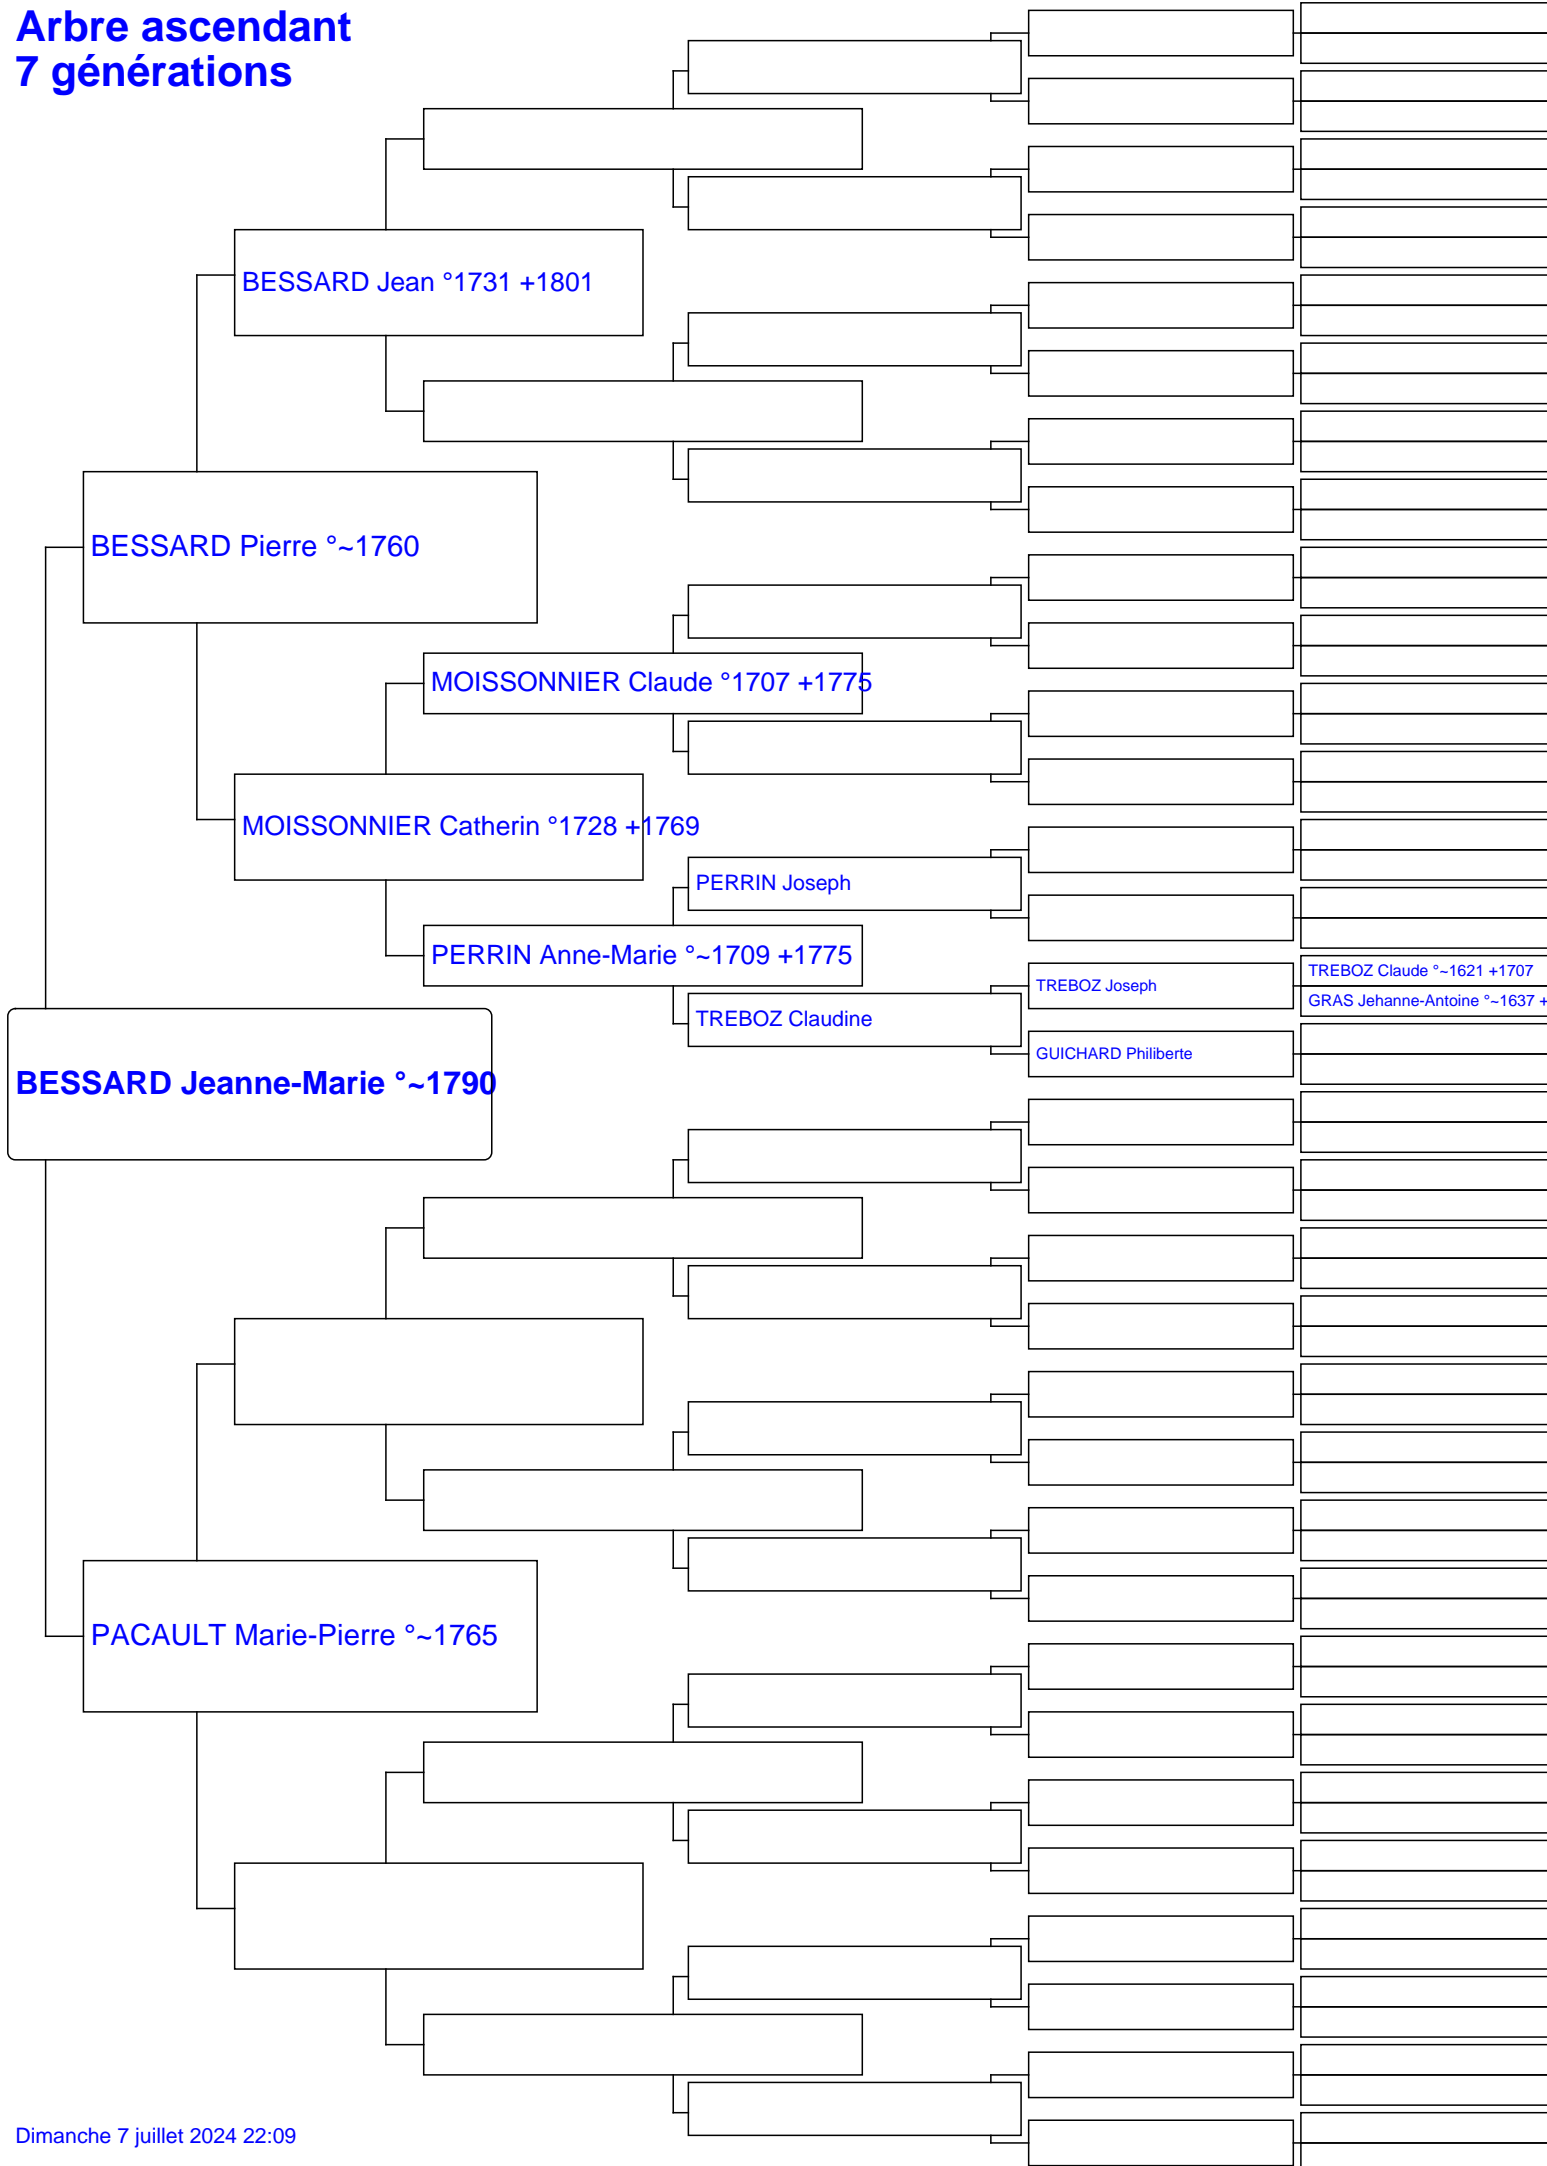 Arbre ascendant
7 générations
BESSARD Jean °1731 +1801
BESSARD Pierre °~1760
MOISSONNIER Claude °1707 +1775
MOISSONNIER Catherin °1728 +1769
PERRIN Joseph
PERRIN Anne-Marie °~1709 +1775
TREBOZ Claude °~1621 +1707
TREBOZ Joseph
GRAS Jehanne-Antoine °~1637 +
TREBOZ Claudine
GUICHARD Philiberte
BESSARD Jeanne-Marie °~1790
PACAULT Marie-Pierre °~1765
Dimanche 7 juillet 2024 22:09